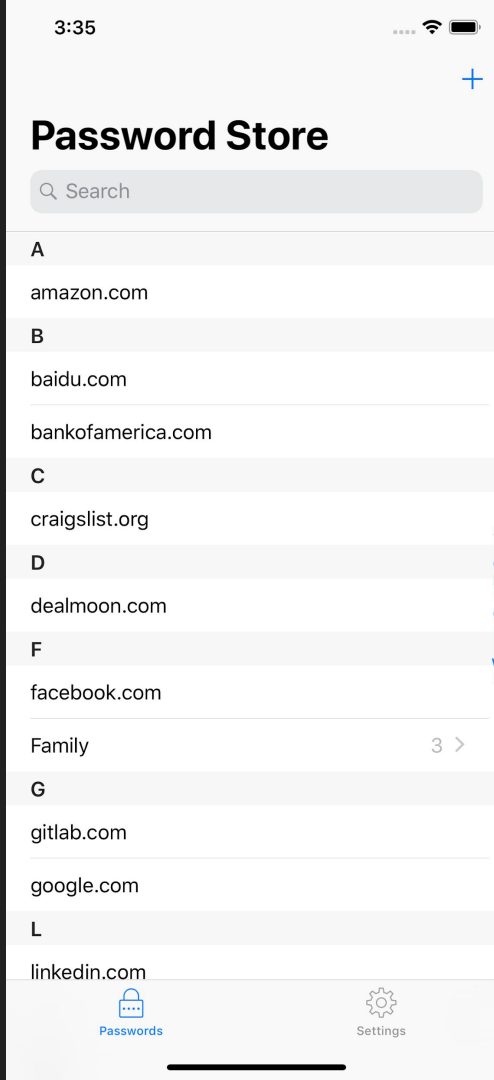 3:35
Password Store
Search
A
amazon.com
B
baidu.com
bankofamerica.com
C
craigslist.org
D
dealmoon.com
F
facebook.com
Family 3
G
gitlab.com
google.com
L
linkedin.com
Passwords Settings